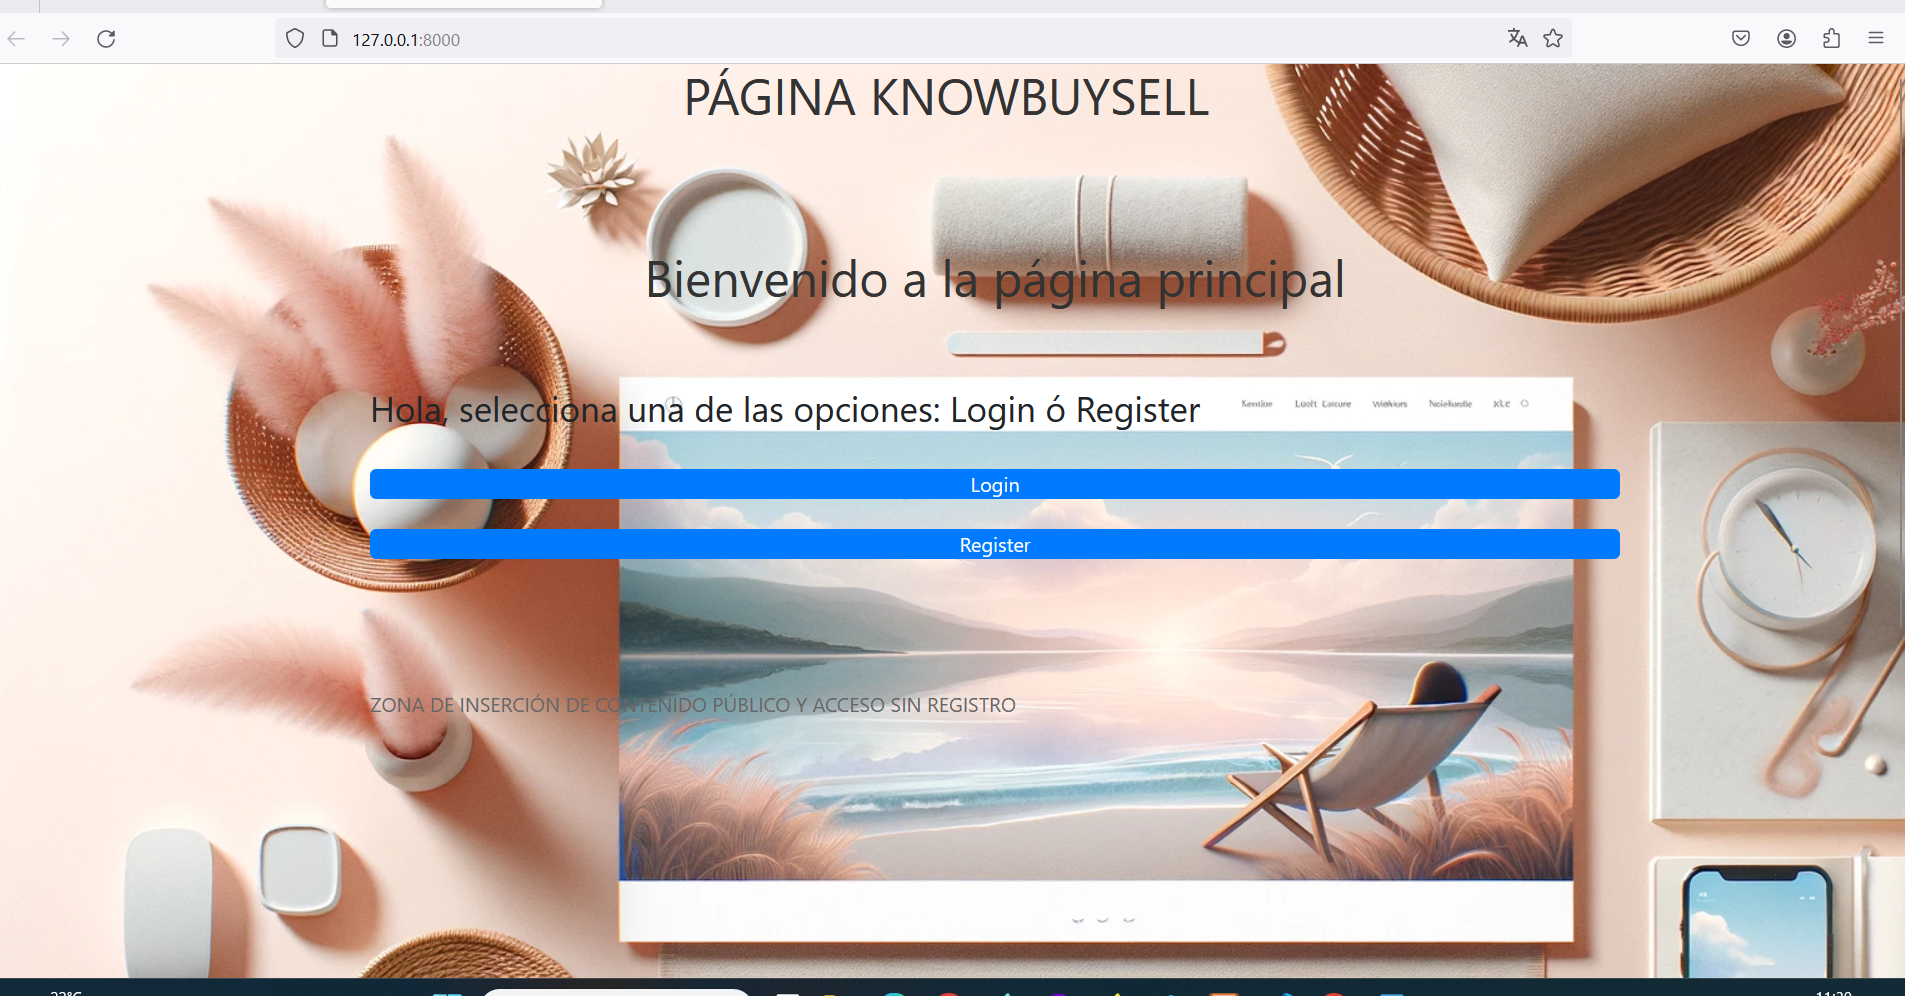 127.0.0.1:8000
PÁGINA KNOWBUYSELL
Bienvenido a la página principal
Hola, selecciona una de las opciones: Login ó Register
Login
Register
ZONA DE INSERCIÓN DE CONTENIDO PÚBLICO Y ACCESO SIN REGISTRO